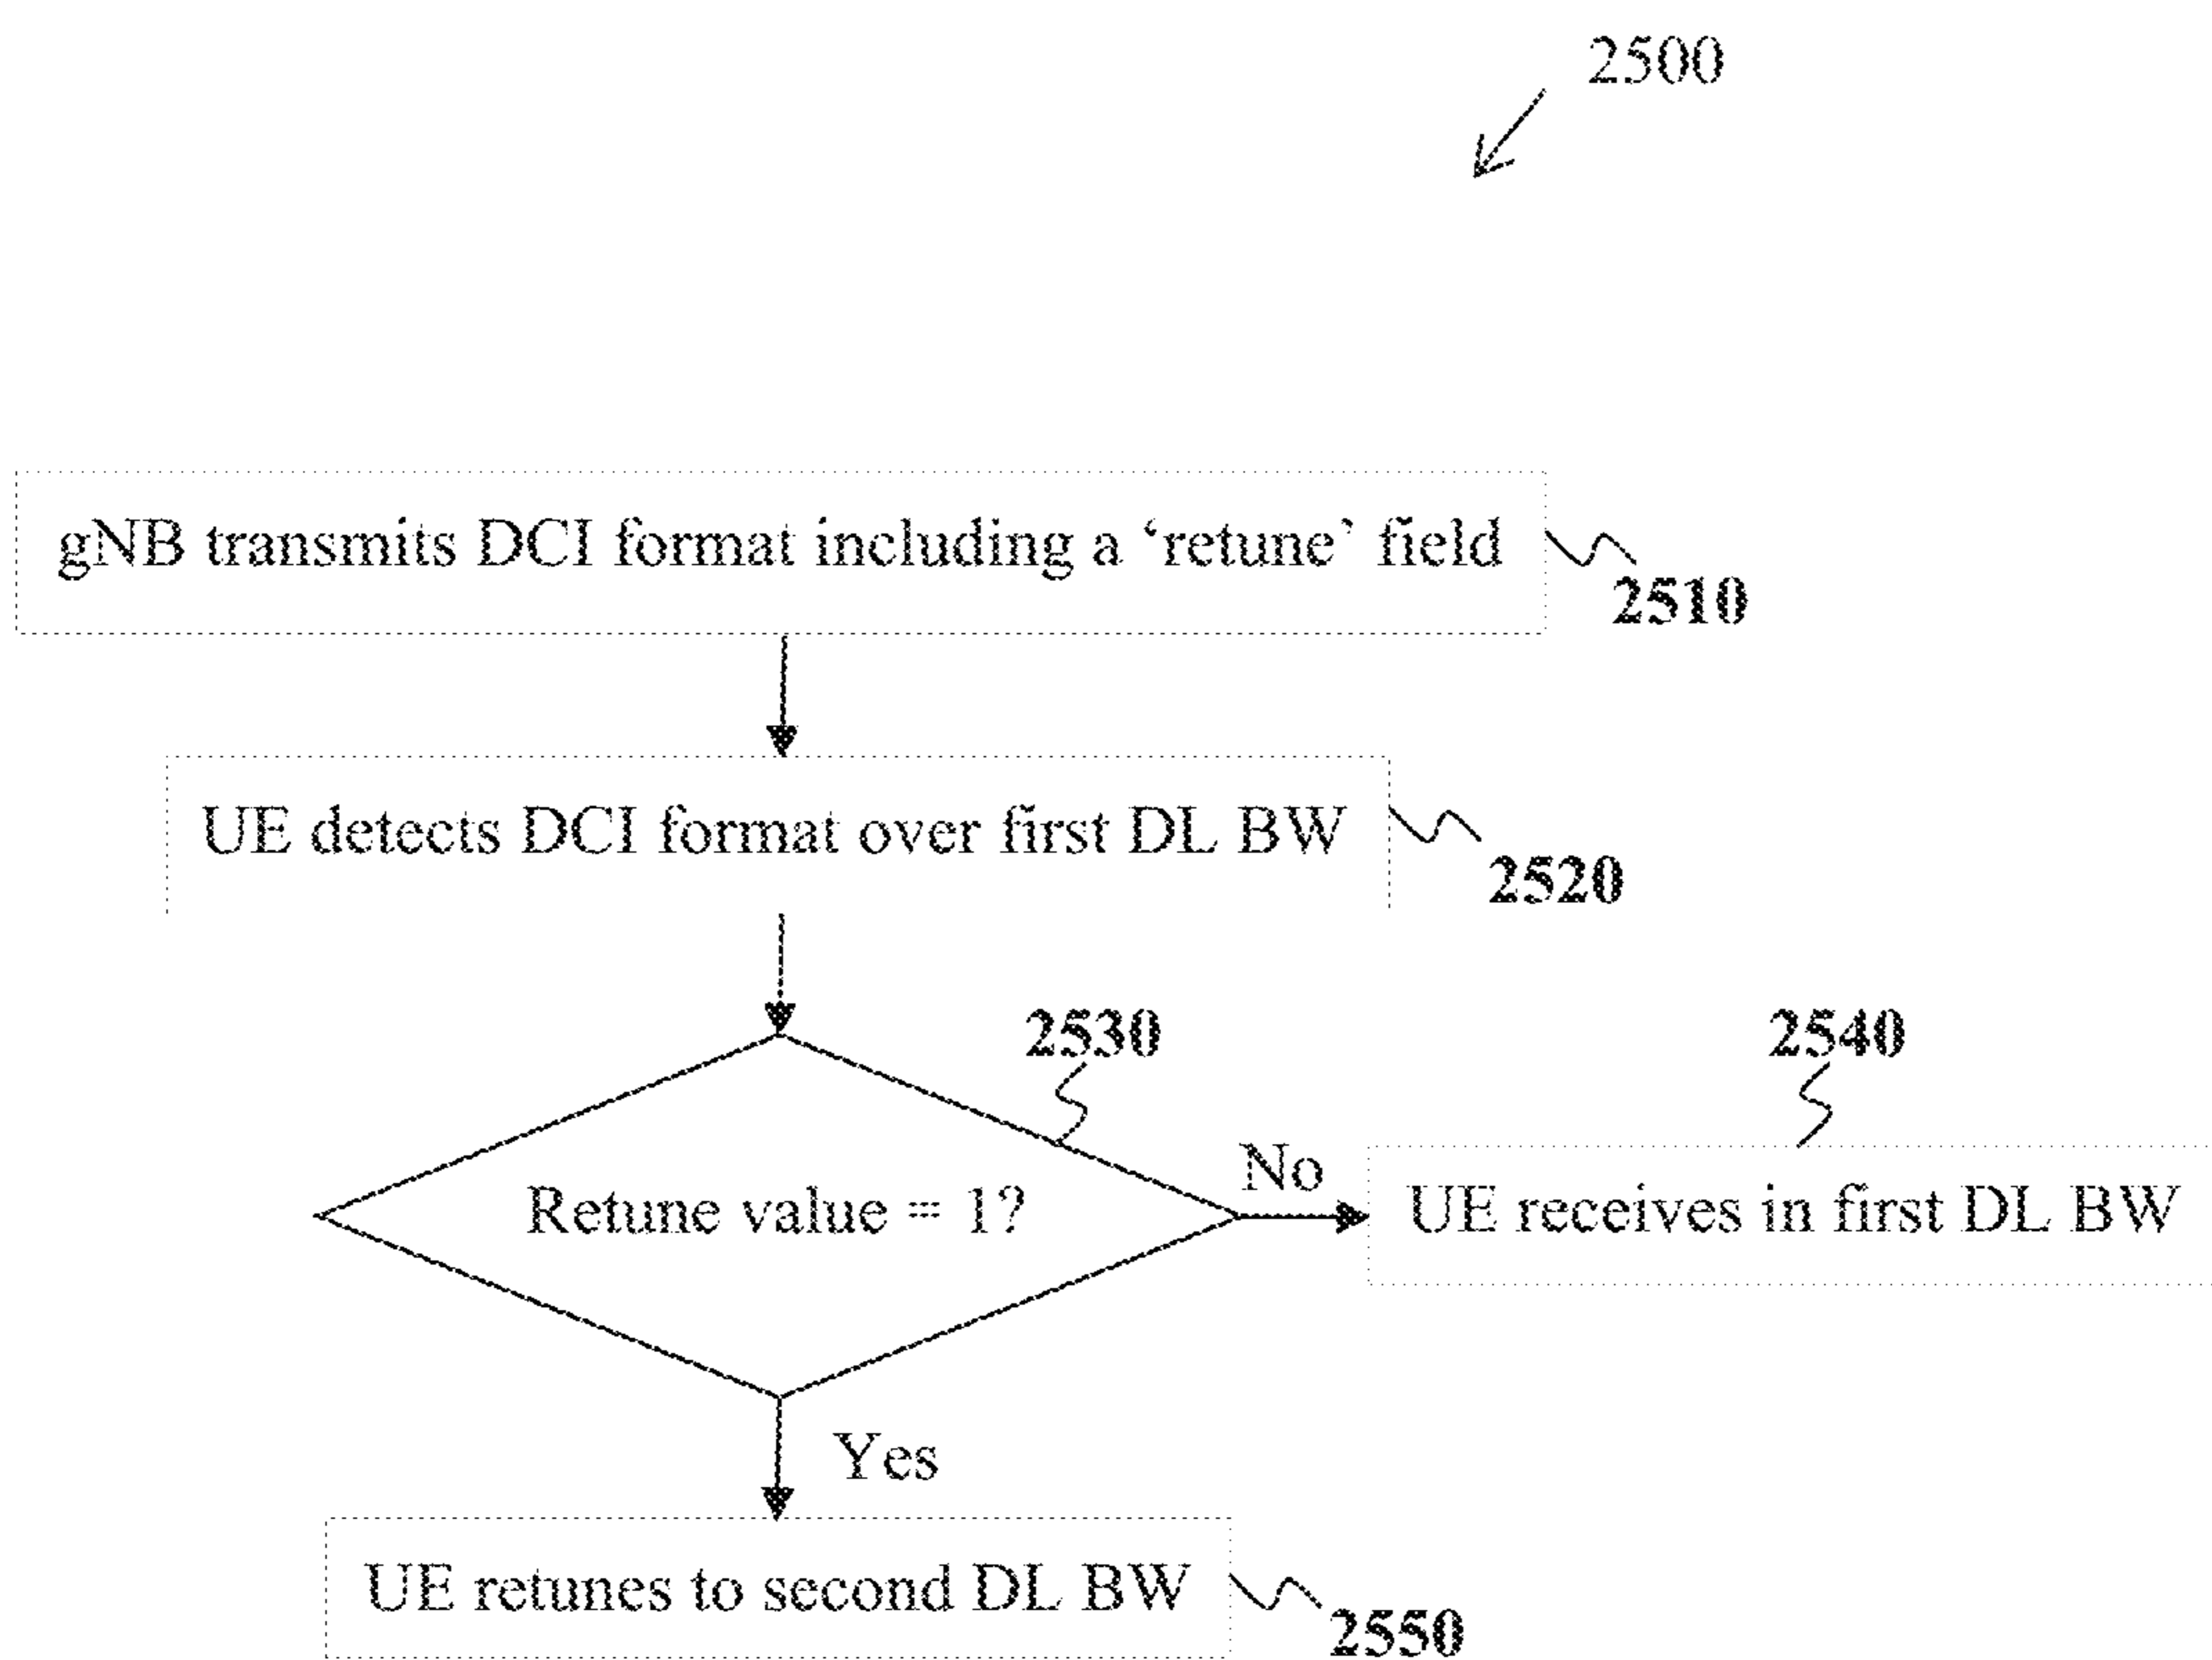 2500
gNB transmits DCI format including a ‘retune’ field
2510
UE detects DCI format over first DL BW
2520
2530
2540
Retune value = 1?
No
UE receives in first DL BW
Yes
UE retunes to second DL BW
2550